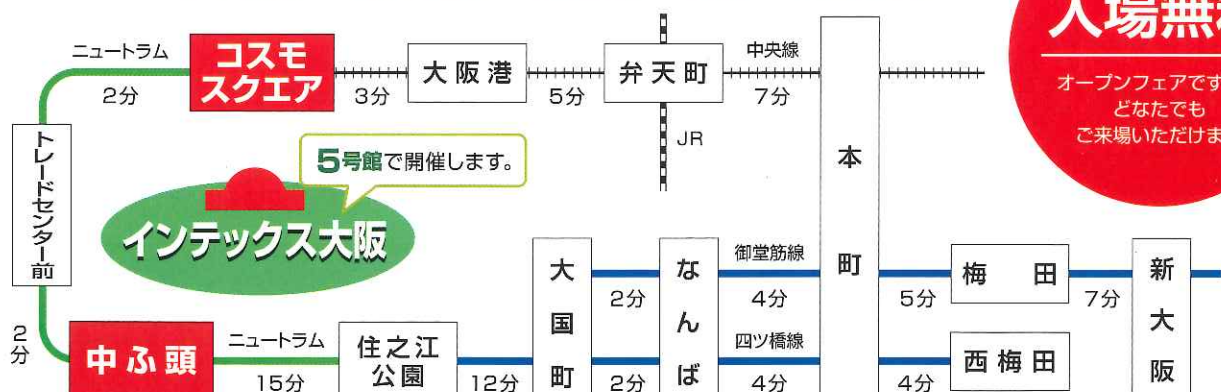 ニュートラム
2分
コスモ
スクエア
3分
大阪港
5分
弁天町
中央線
7分
JR
本町
入場無
オープンフェアです
どなたでも
ご来場いただけま
トレードセンター前
5号館で開催します。
インテックス大阪
2分
中ふ頭
ニュートラム
15分
住之江
公園
12分
大国町
2分
2分
なんば
御堂筋線
4分
四ツ橋線
4分
5分
梅田
7分
4分
西梅田
新大阪